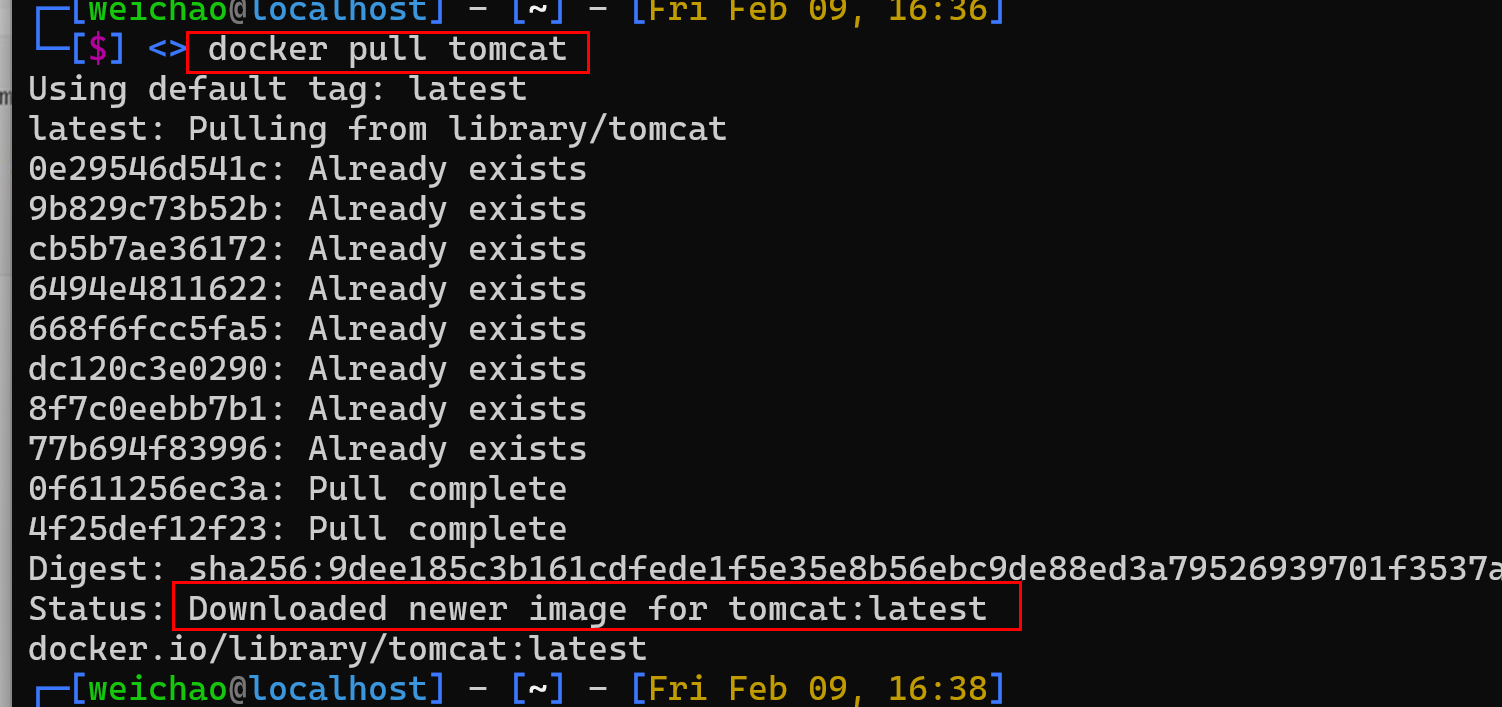 ┌─[weichao@localhost] - [~] - [Fri Feb 09, 16:36]
└─[$] <> docker pull tomcat
Using default tag: latest
latest: Pulling from library/tomcat
0e29546d541c: Already exists
9b829c73b52b: Already exists
cb5b7ae36172: Already exists
6494e4811622: Already exists
668f6fcc5fa5: Already exists
dc120c3e0290: Already exists
8f7c0eebb7b1: Already exists
77b694f83996: Already exists
0f611256ec3a: Pull complete
4f25def12f23: Pull complete
Digest: sha256:9dee185c3b161cdfede1f5e35e8b56ebc9de88ed3a79526939701f3537a
Status: Downloaded newer image for tomcat:latest
docker.io/library/tomcat:latest
┌─[weichao@localhost] - [~] - [Fri Feb 09, 16:38]